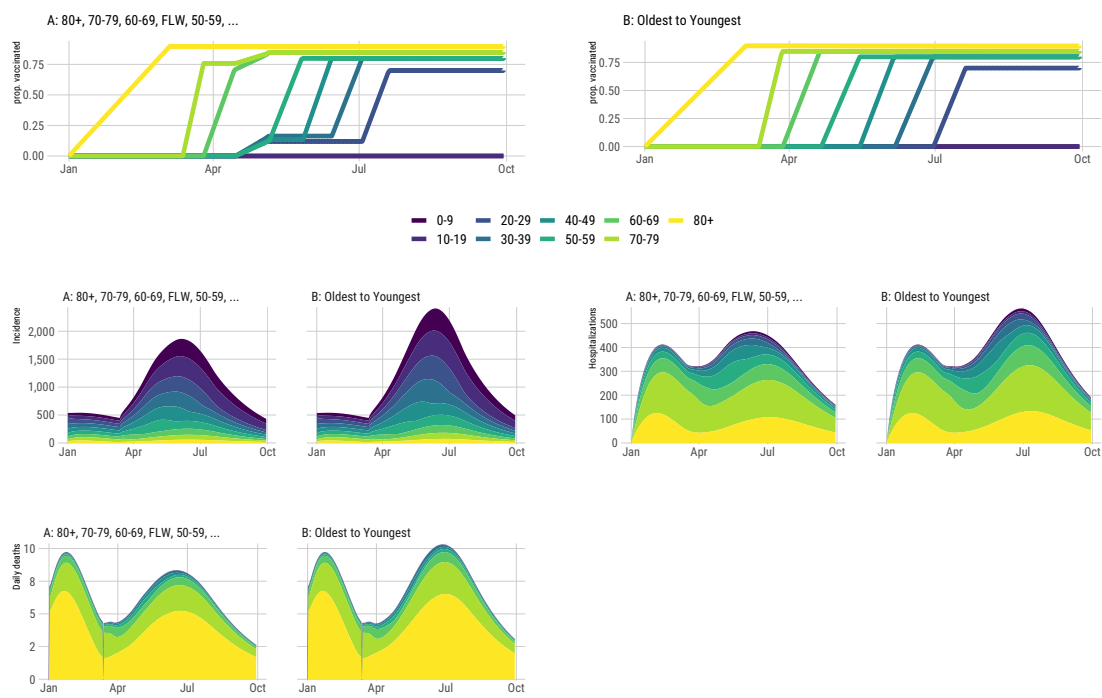 A: 80+, 70-79, 60-69, FLW, 50-59, ...
prop. vaccinated
0.75
0.50
0.25
0.00
Jan Apr Jul Oct
B: Oldest to Youngest
prop. vaccinated
0.75
0.50
0.25
0.00
Jan Apr Jul Oct
0-9 20-29 40-49 60-69 80+
10-19 30-39 50-59 70-79
A: 80+, 70-79, 60-69, FLW, 50-59, ...
Incidence
2,000
1,500
1,000
500
0
Jan Apr Jul Oct
B: Oldest to Youngest
Jan Apr Jul Oct
A: 80+, 70-79, 60-69, FLW, 50-59, ...
Hospitalizations
500
400
300
200
100
0
Jan Apr Jul Oct
B: Oldest to Youngest
Jan Apr Jul Oct
A: 80+, 70-79, 60-69, FLW, 50-59, ...
Daily deaths
10
8
5
2
0
Jan Apr Jul Oct
B: Oldest to Youngest
Jan Apr Jul Oct